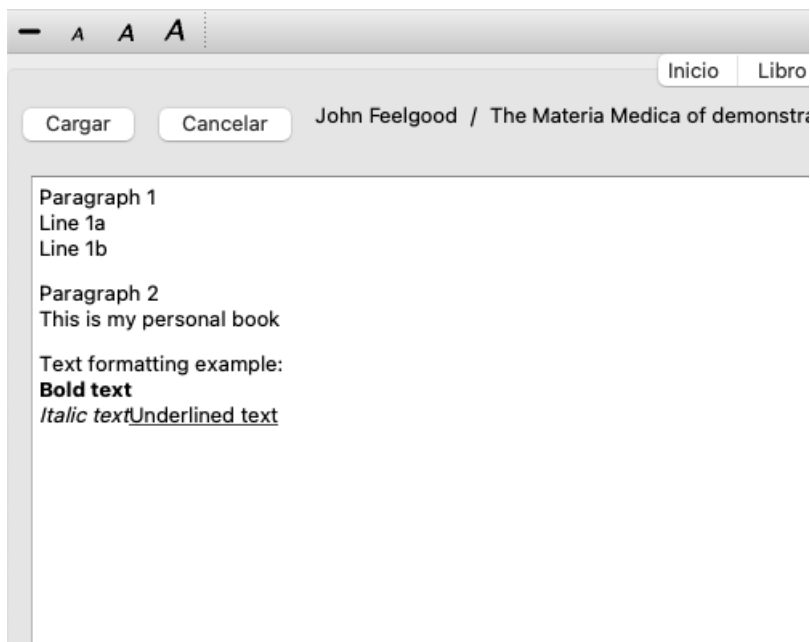 A A A
Inicio Libro
Cargar Cancelar John Feelgood / The Materia Medica of demonstra
Paragraph 1
Line 1a
Line 1b
Paragraph 2
This is my personal book
Text formatting example:
Bold text
Italic textUnderlined text